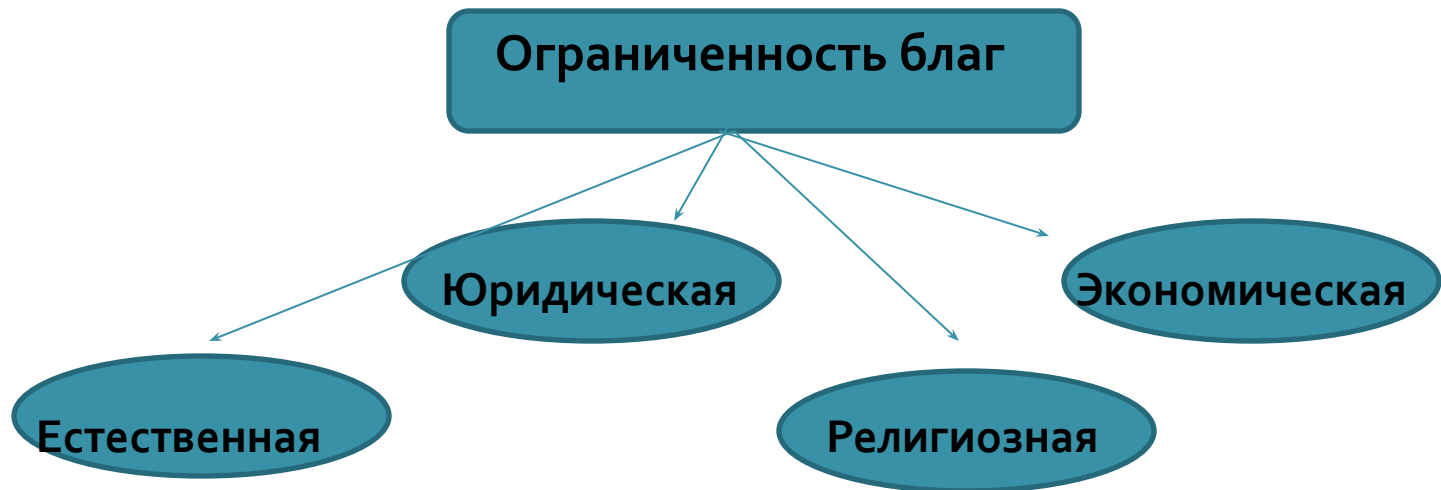 Ограниченность благ
Юридическая
Экономическая
Естественная
Религиозная